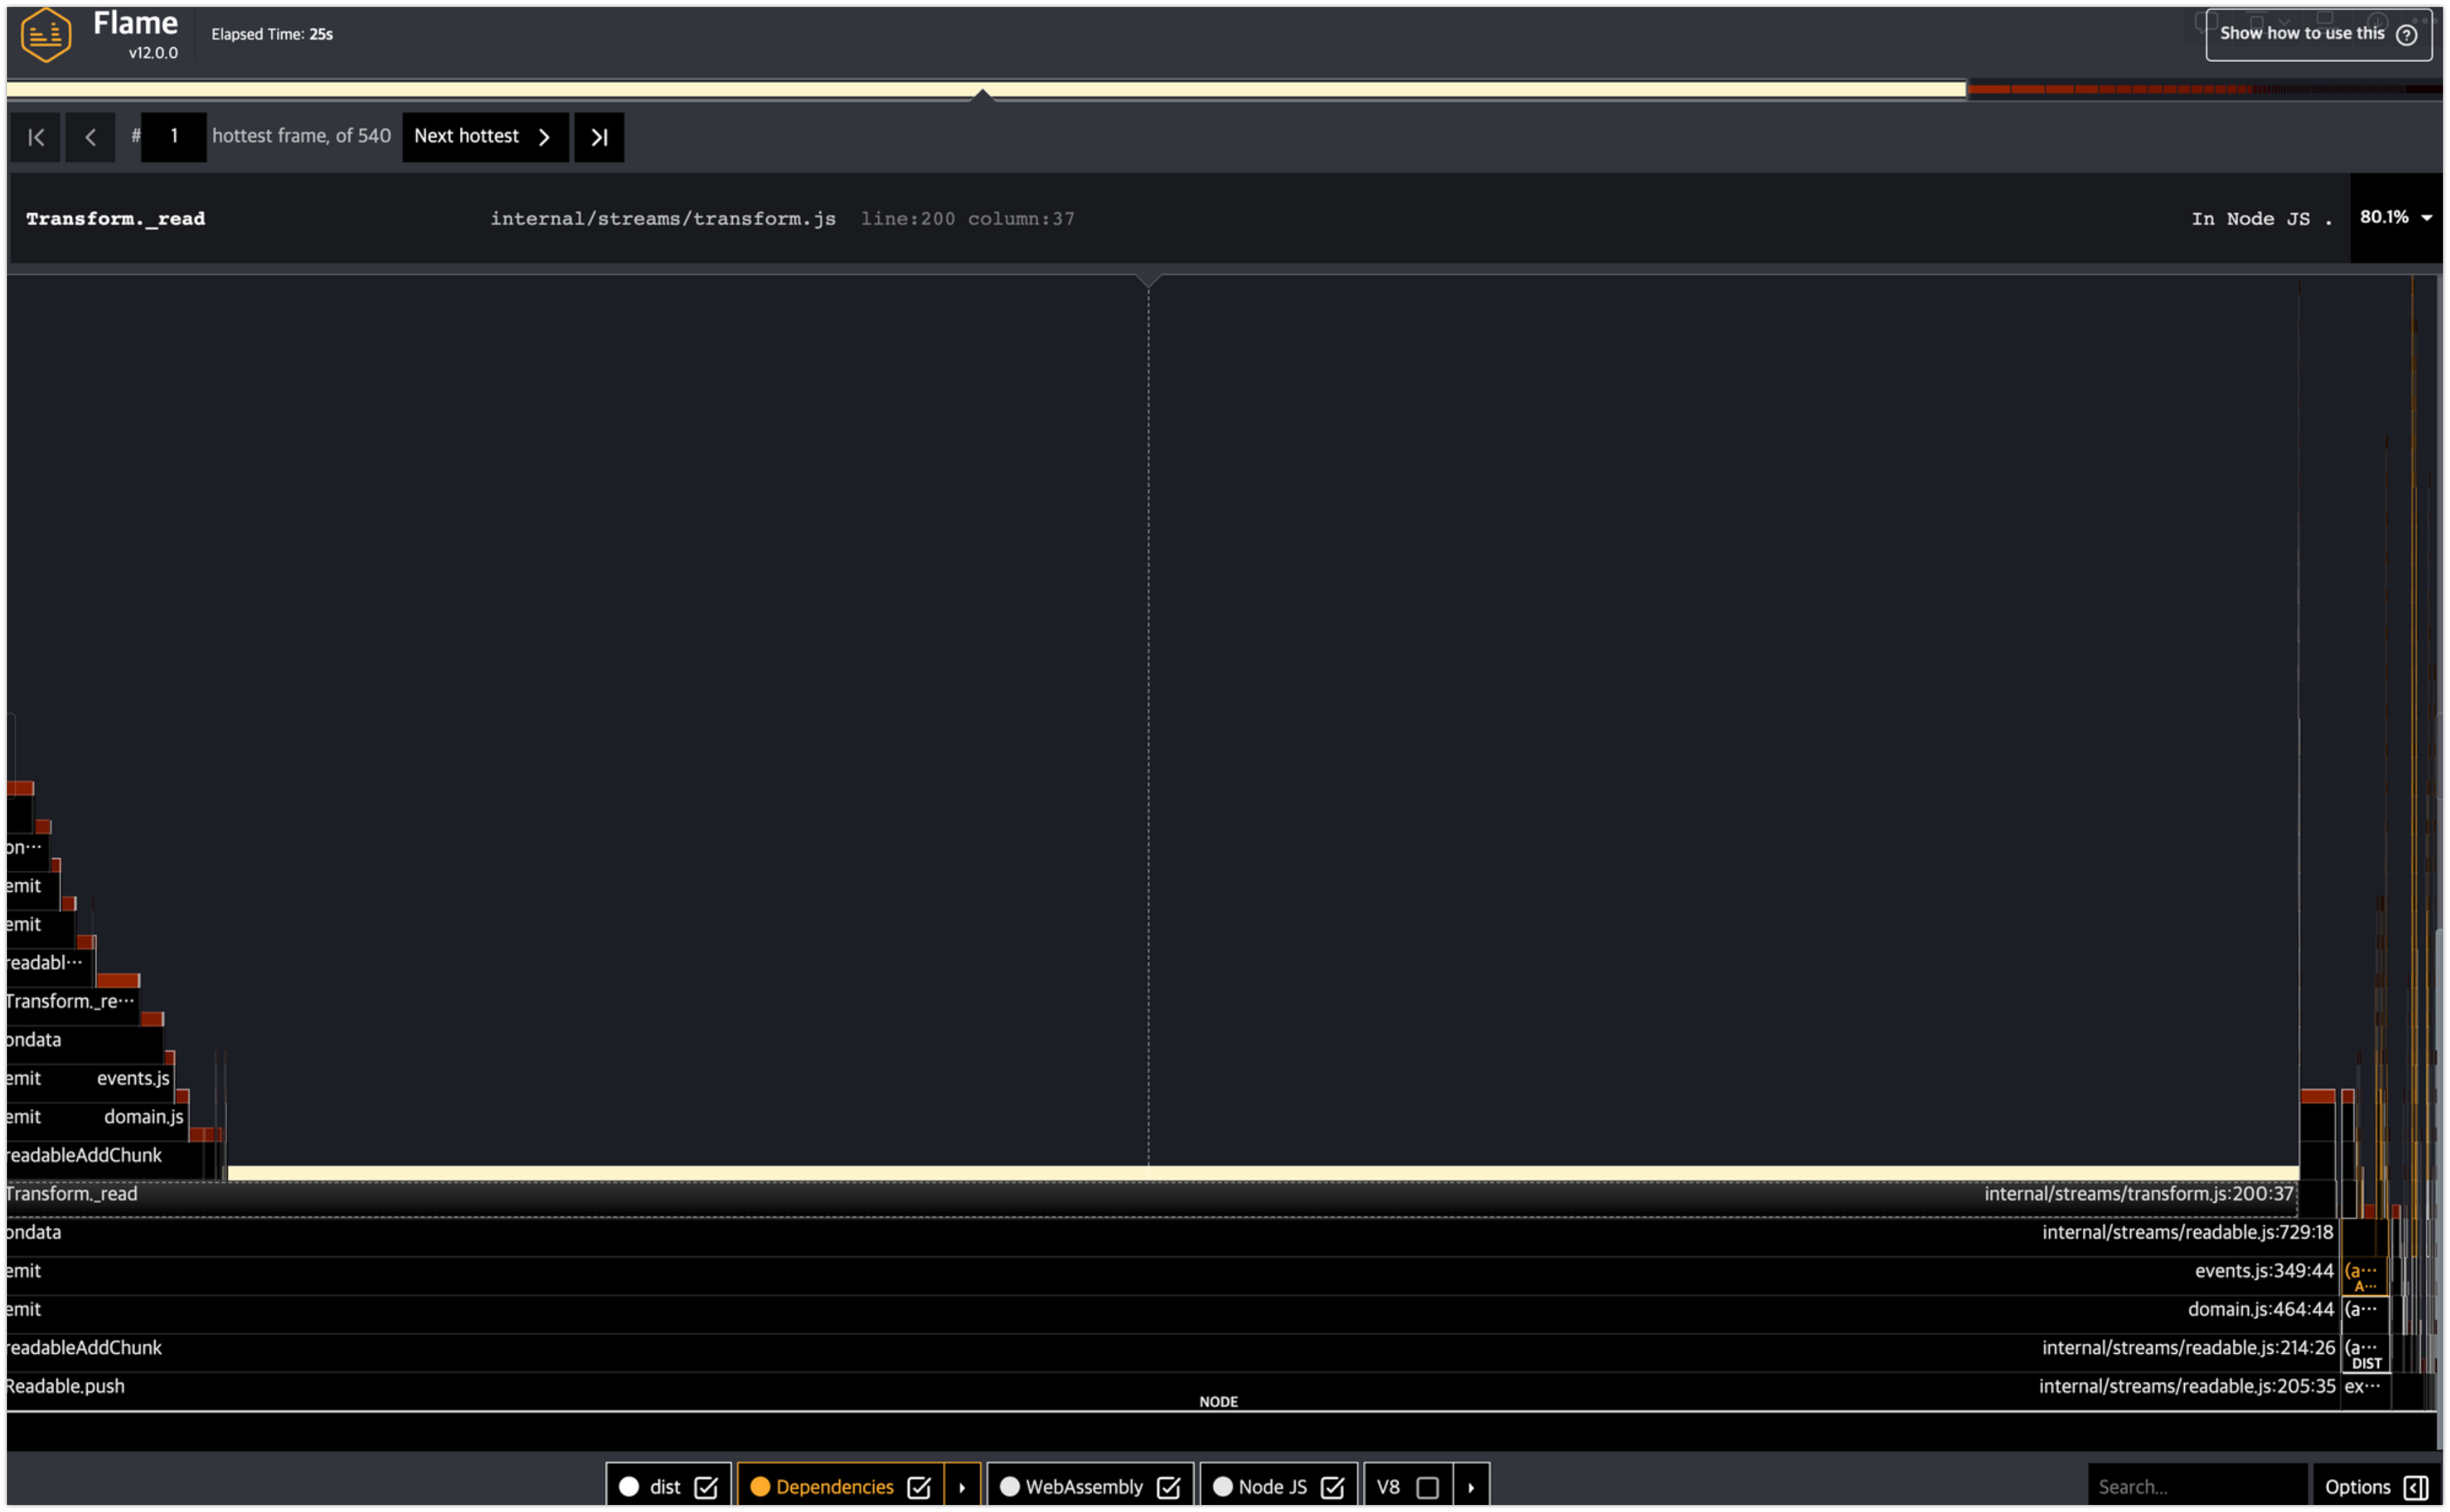 Flame
v12.0.0
Elapsed Time: 25s
Show how to use this ?
# 1 hottest frame, of 540 Next hottest
Transform._read internal/streams/transform.js line:200 column:37 In Node JS . 80.1%
on…
emit
emit
readabl…
Transform._re…
ondata
emit events.js
emit domain.js
readableAddChunk
Transform._read internal/streams/transform.js:200:37
ondata internal/streams/readable.js:729:18
emit events.js:349:44 (a…
A…
emit domain.js:464:44 (a…
readableAddChunk internal/streams/readable.js:214:26 (a…
DIST
Readable.push internal/streams/readable.js:205:35 ex…
NODE
dist Dependencies WebAssembly Node JS V8 Search... Options